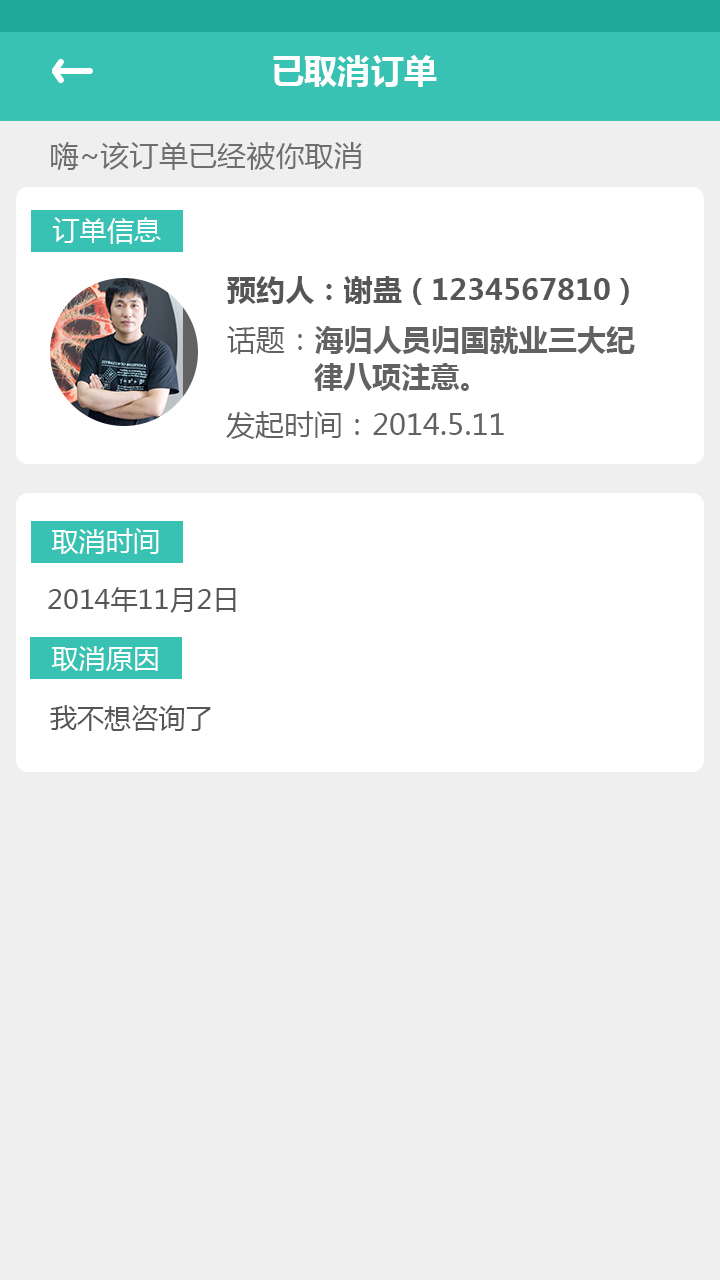 已取消订单
嗨~该订单已经被你取消
订单信息
预约人：谢蛊（1234567810）
话题：海归人员归国就业三大纪
律八项注意。
发起时间：2014.5.11
取消时间
2014年11月2日
取消原因
我不想咨询了